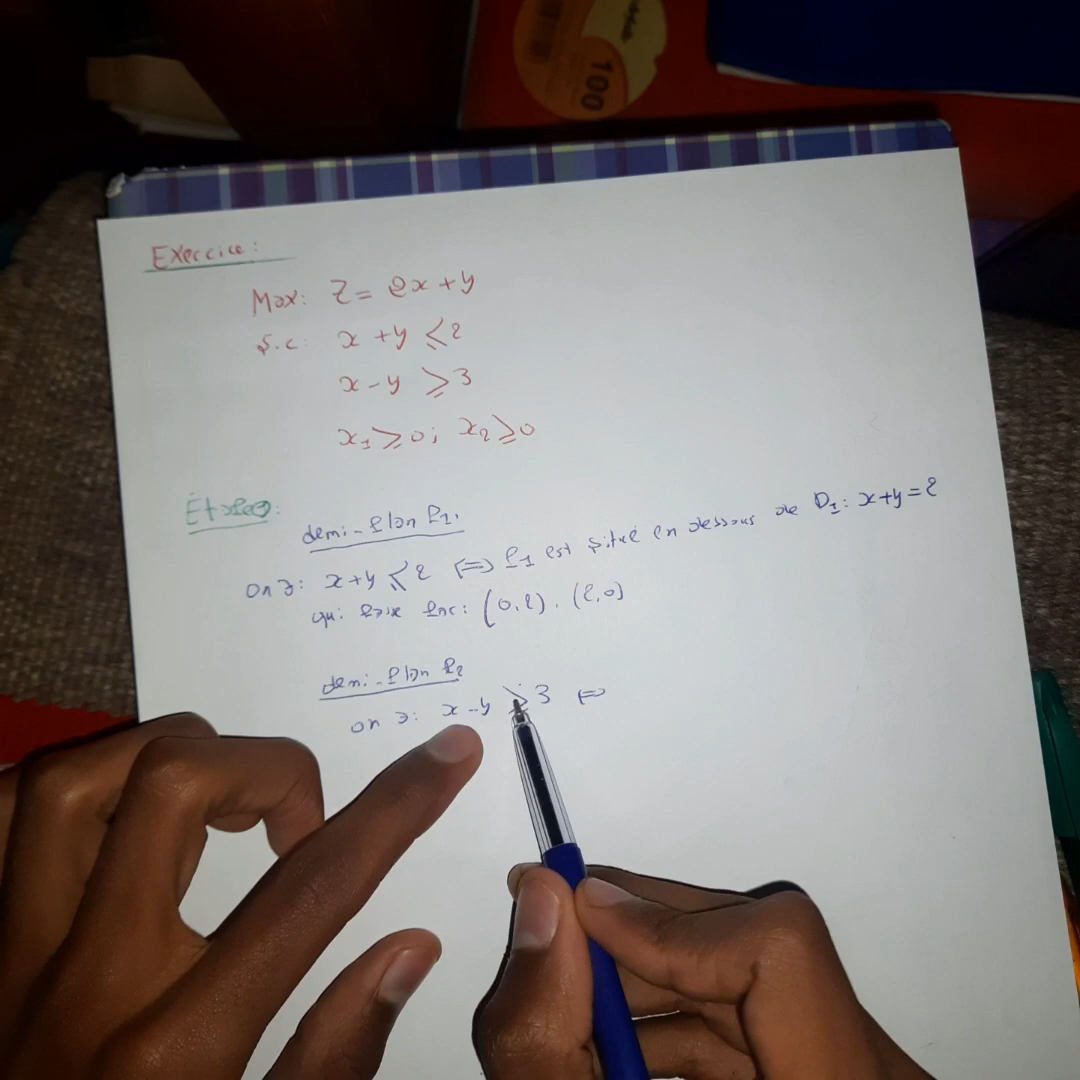 100
Exercice:
Max: Z = 2x + y
s.c: x + y ⩽ 2
x - y ⩾ 3
x₁ ⩾ 0; x₂ ⩾ 0
demi-plan P₁.
on a: x+y ⩽ 2 ⟺ P₁ est situé en dessous de D₁: x+y=2
qui passe par: (0,2). (2,0)
demi-plan P₂
on a: x-y ⩾ 3 ⟺